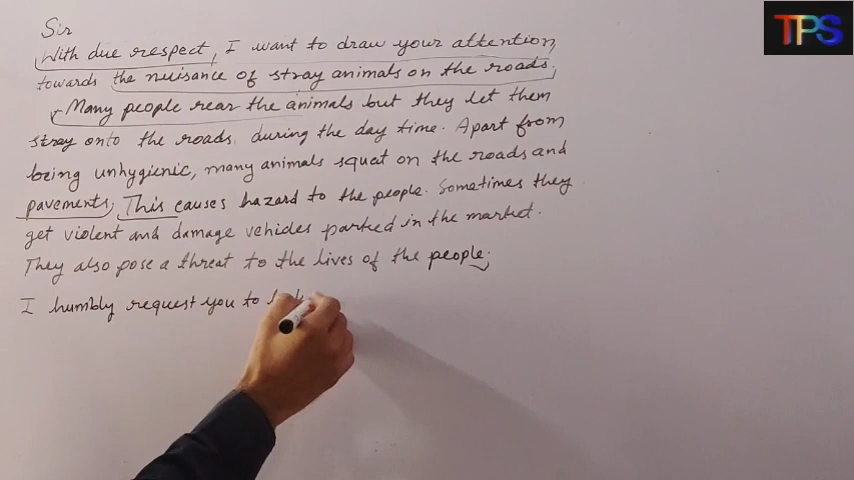 Sir
With due respect, I want to draw your attention,
towards the nuisance of stray animals on the roads.
Many people rear the animals but they let them
stray onto the roads during the day time. Apart from
being unhygienic, many animals squat on the roads and
pavements, This causes hazard to the people. Sometimes they
get violent and damage vehicles parked in the market.
They also pose a threat to the lives of the people.
I humbly request you to
TPS